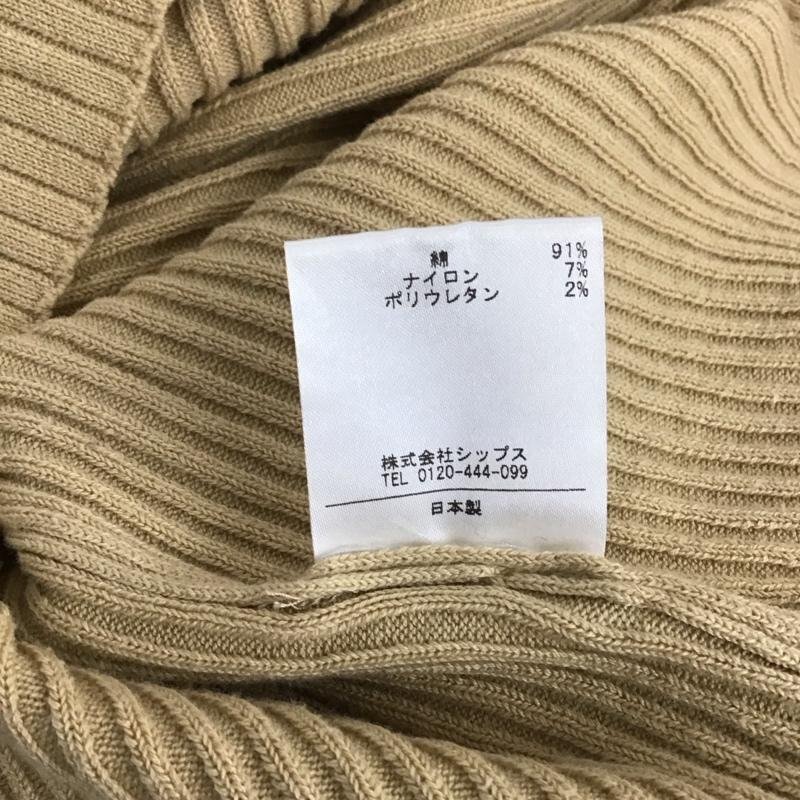 綿 91%
ナイロン 7%
ポリウレタン 2%
株式会社シップス
TEL 0120-444-099
日本製